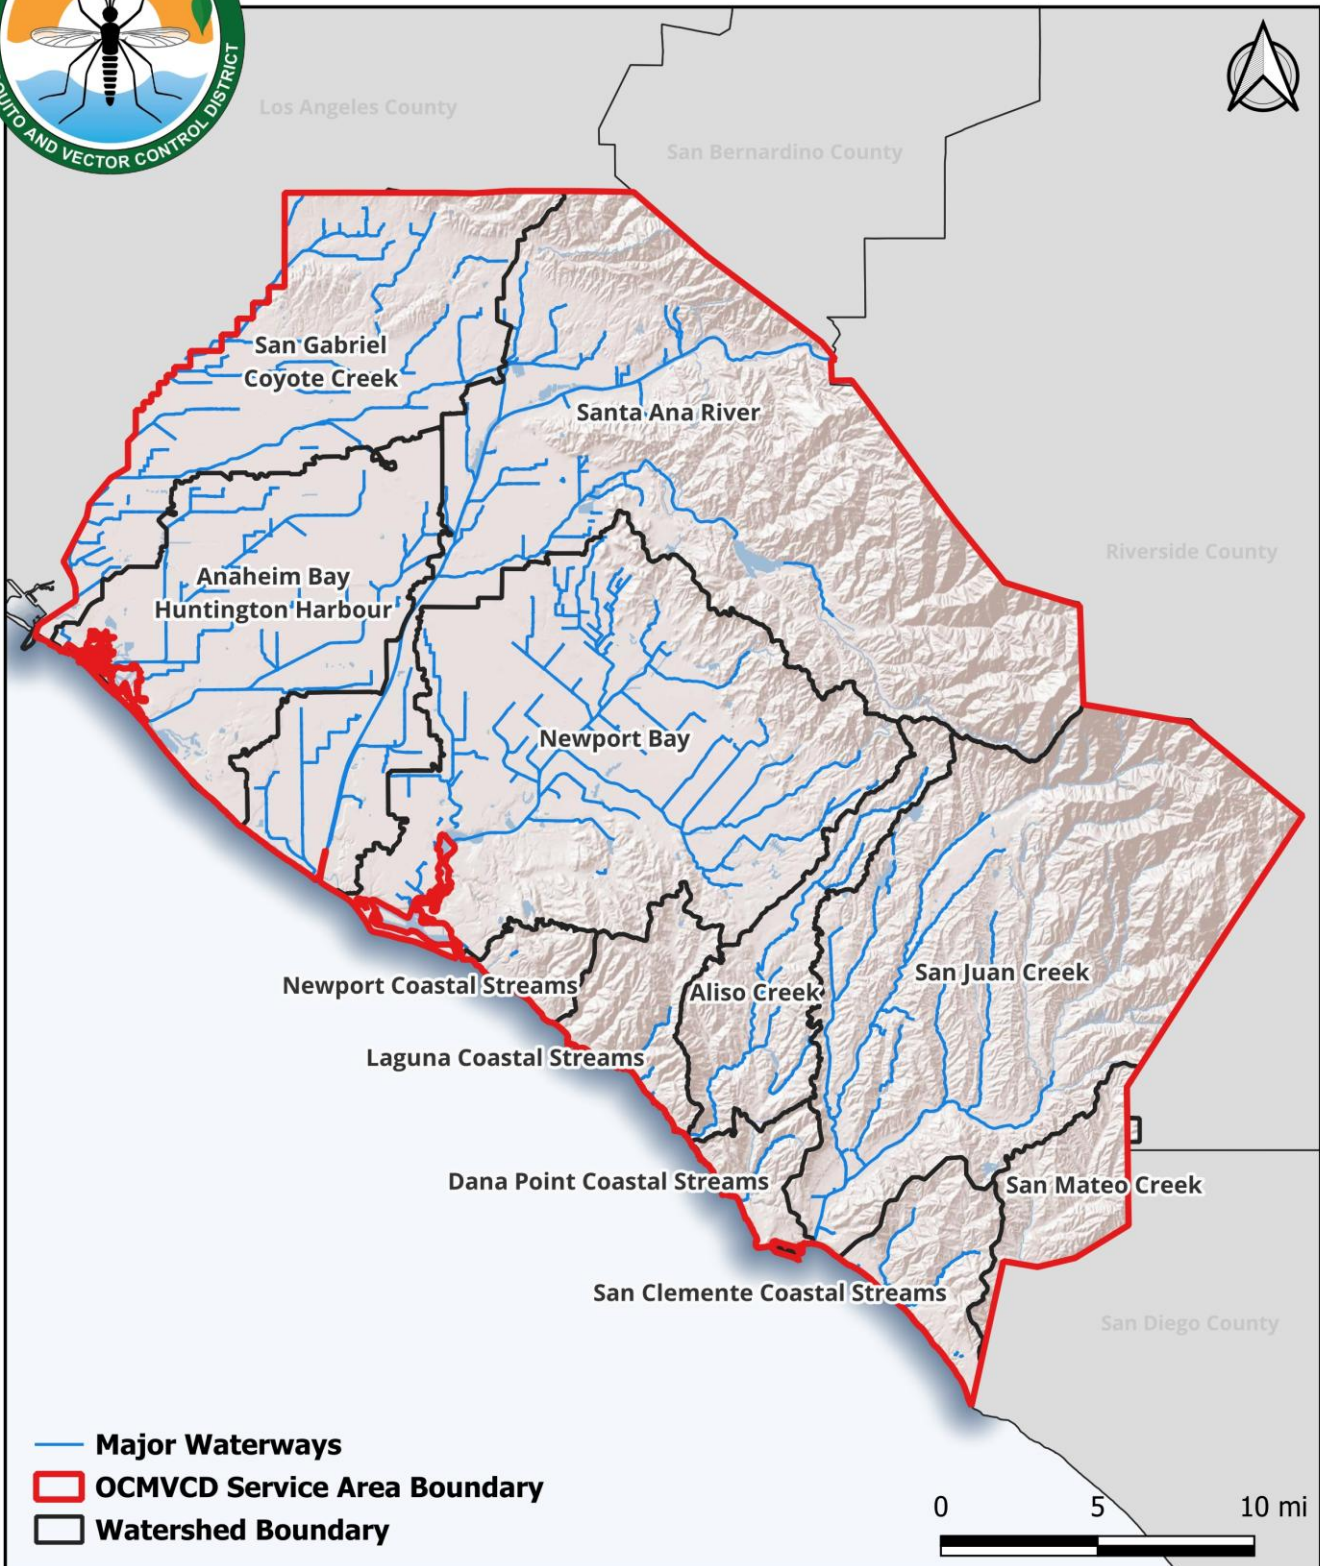 QUITO AND VECTOR CONTROL DISTRICT
Los Angeles County
San Bernardino County
San Gabriel
Coyote Creek
Santa Ana River
Riverside County
Anaheim Bay
Huntington Harbour
Newport Bay
San Juan Creek
Newport Coastal Streams
Aliso Creek
Laguna Coastal Streams
Dana Point Coastal Streams
San Mateo Creek
San Clemente Coastal Streams
San Diego County
Major Waterways
OCMVCD Service Area Boundary
Watershed Boundary
0 5 10 mi